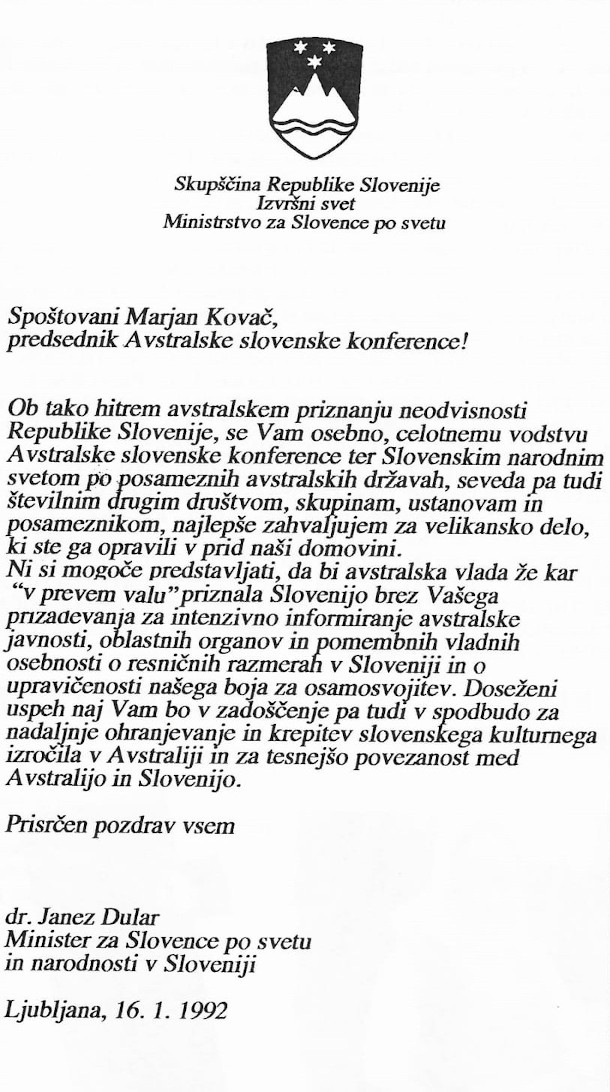 Skupščina Republike Slovenije
Izvršni svet
Ministrstvo za Slovence po svetu
Spoštovani Marjan Kovač,
predsednik Avstralske slovenske konference!
Ob tako hitrem avstralskem priznanju neodvisnosti
Republike Slovenije, se Vam osebno, celotnemu vodstvu
Avstralske slovenske konference ter Slovenskim narodnim
svetom po posameznih avstralskih državah, seveda pa tudi
številnim drugim društvom, skupinam, ustanovam in
posameznikom, najlepše zahvaljujem za velikansko delo,
ki ste ga opravili v prid naši domovini.
Ni si mogoče predstavljati, da bi avstralska vlada že kar
“v prevem valu” priznala Slovenijo brez Vašega
prizadevanja za intenzivno informiranje avstralske
javnosti, oblastnih organov in pomembnih vladnih
osebnosti o resničnih razmerah v Sloveniji in o
upravičenosti našega boja za osamosvojitev. Doseženi
uspeh naj Vam bo v zadoščenje pa tudi v spodbudo za
nadaljnje ohranjevanje in krepitev slovenskega kulturnega
izročila v Avstraliji in za tesnejšo povezanost med
Avstralijo in Slovenijo.
Prisrčen pozdrav vsem
dr. Janez Dular
Minister za Slovence po svetu
in narodnosti v Sloveniji
Ljubljana, 16. 1. 1992